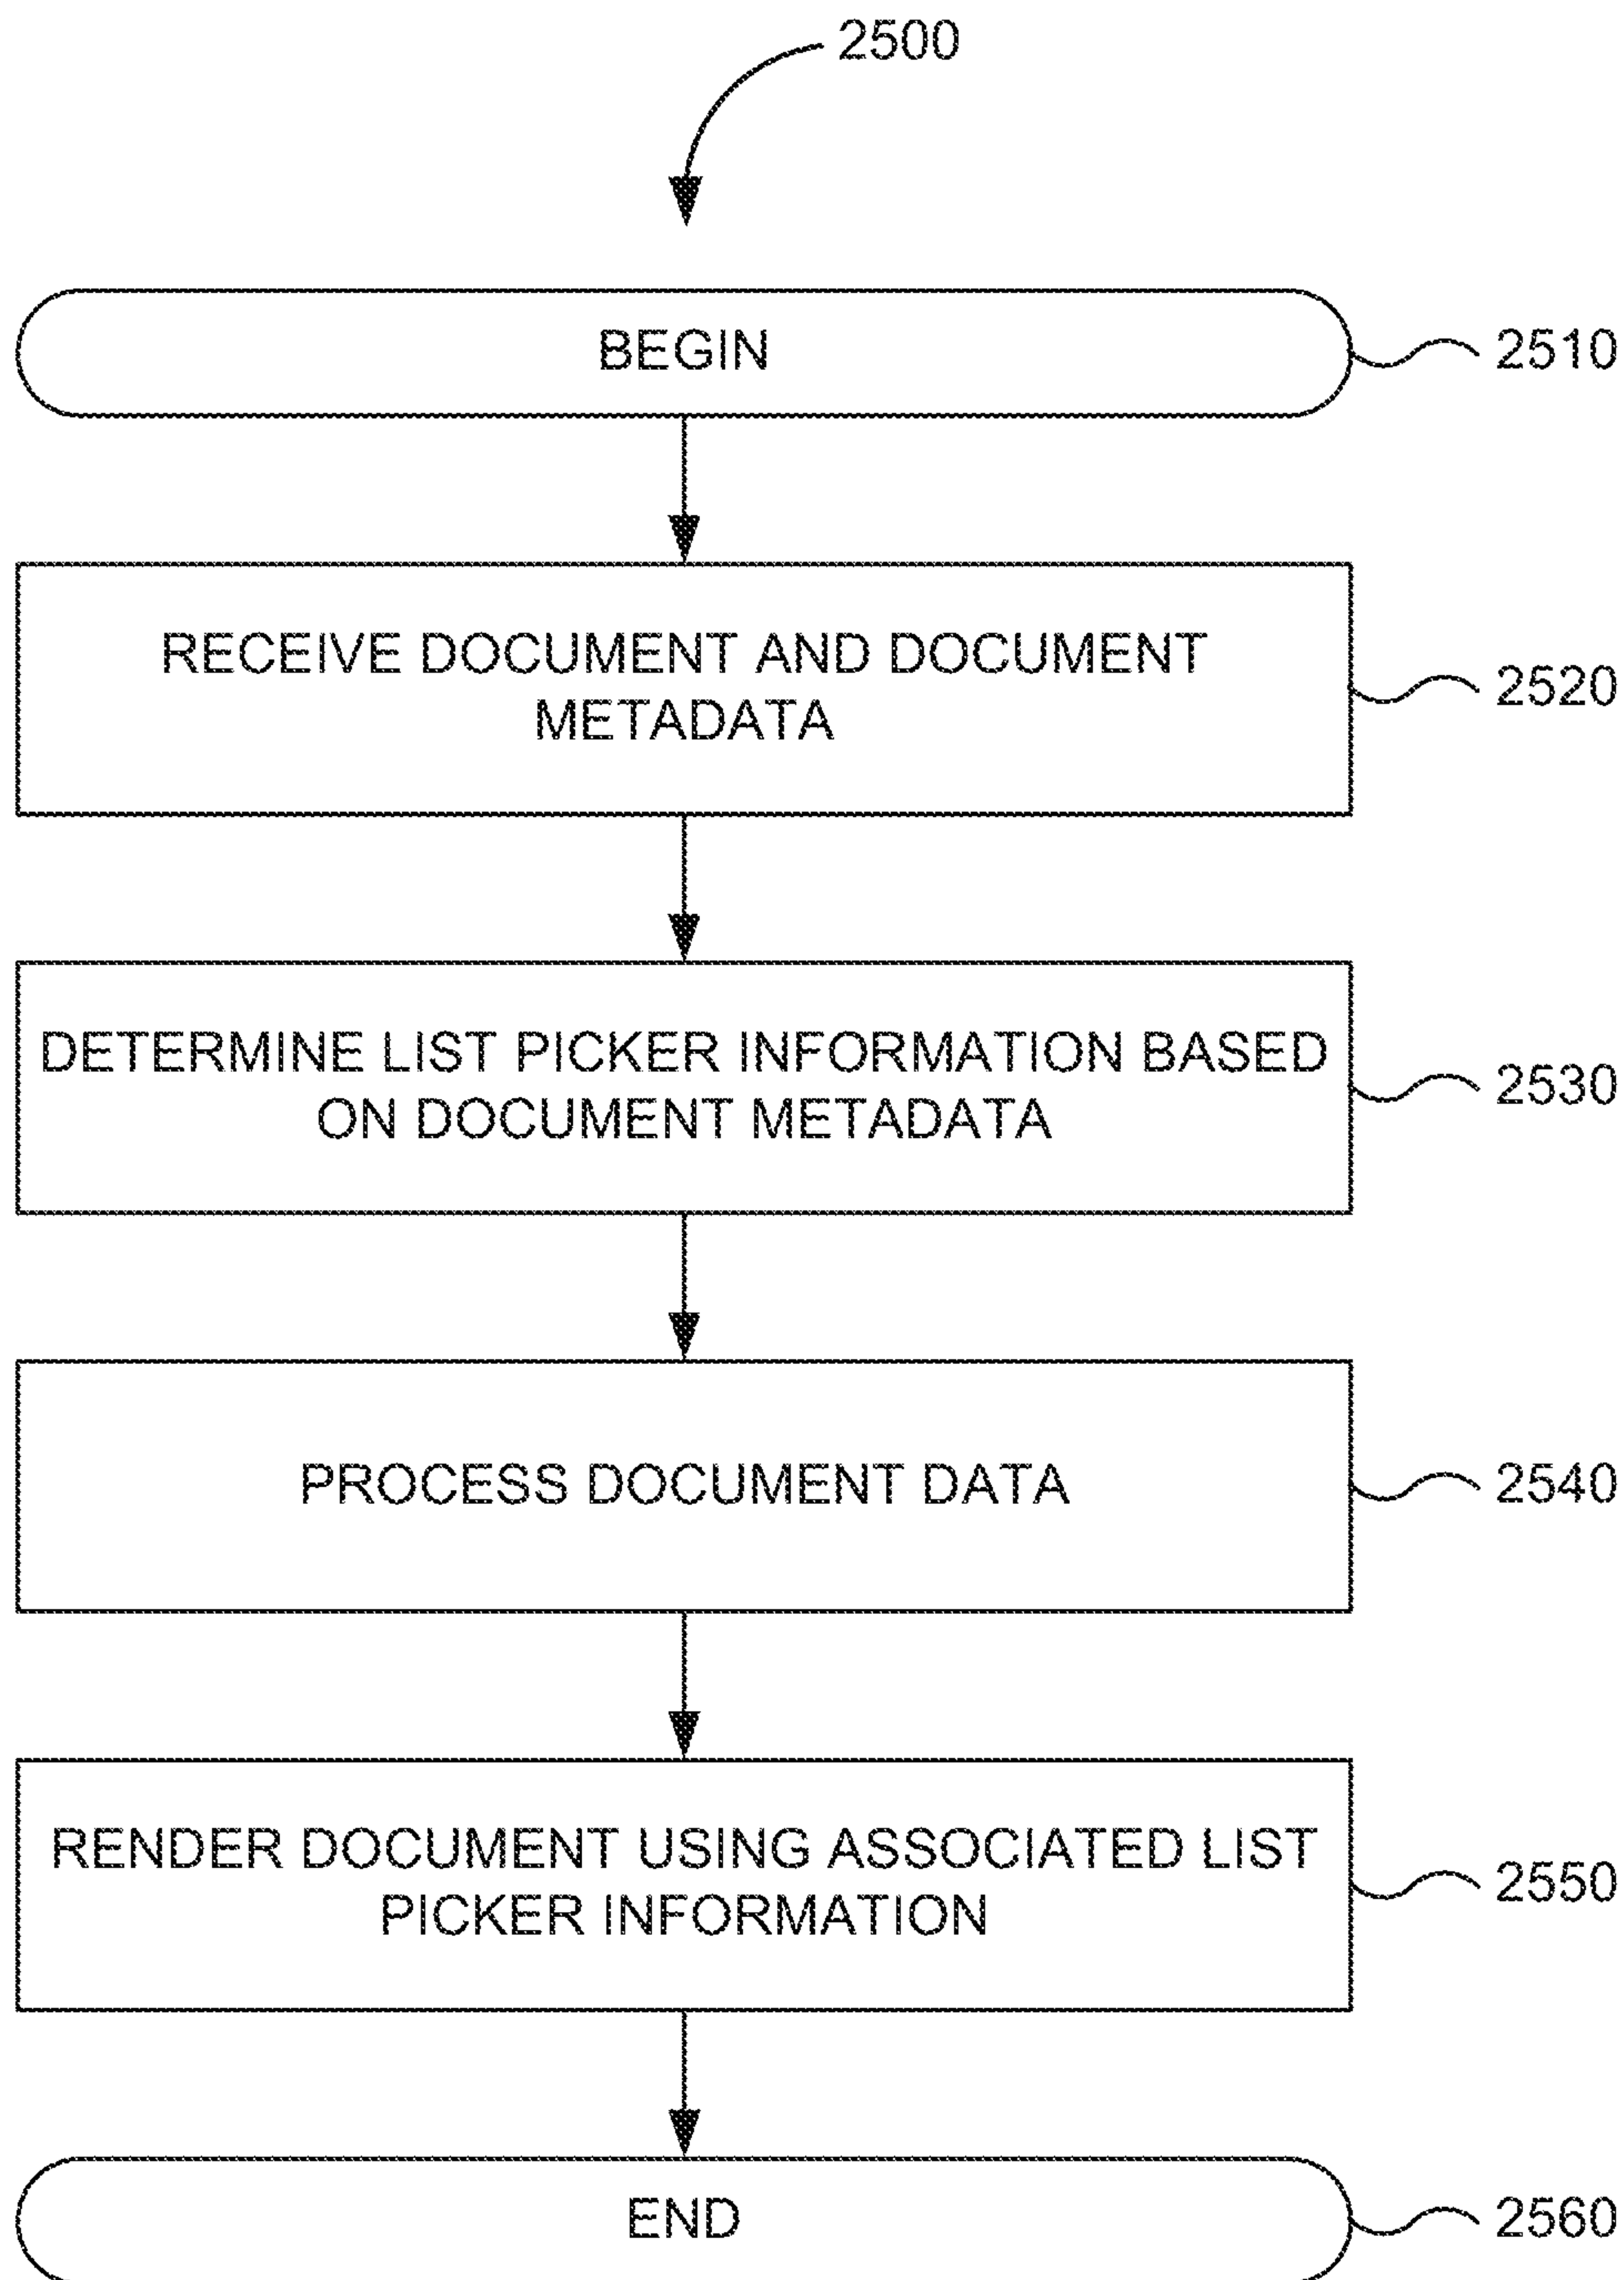 2500
BEGIN
2510
RECEIVE DOCUMENT AND DOCUMENT
METADATA
2520
DETERMINE LIST PICKER INFORMATION BASED
ON DOCUMENT METADATA
2530
PROCESS DOCUMENT DATA
2540
RENDER DOCUMENT USING ASSOCIATED LIST
PICKER INFORMATION
2550
END
2560